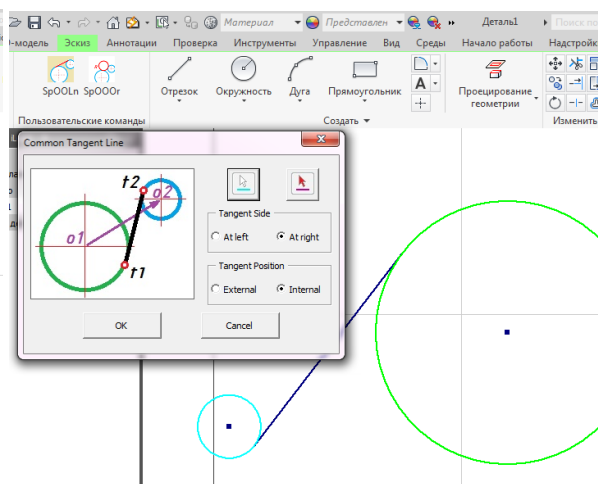 Материал
Представлен
Деталь1
Поиск по
Э-модель Эскиз Аннотации Проверка Инструменты Управление Вид Среды Начало работы Надстройк
SpOOLn SpOOOr Отрезок Окружность Дуга Прямоугольник A Проецирование геометрии
Пользовательские команды Создать Изменить
Common Tangent Line
t2
o2
o1
t1
Tangent Side
At left At right
Tangent Position
External Internal
OK Cancel